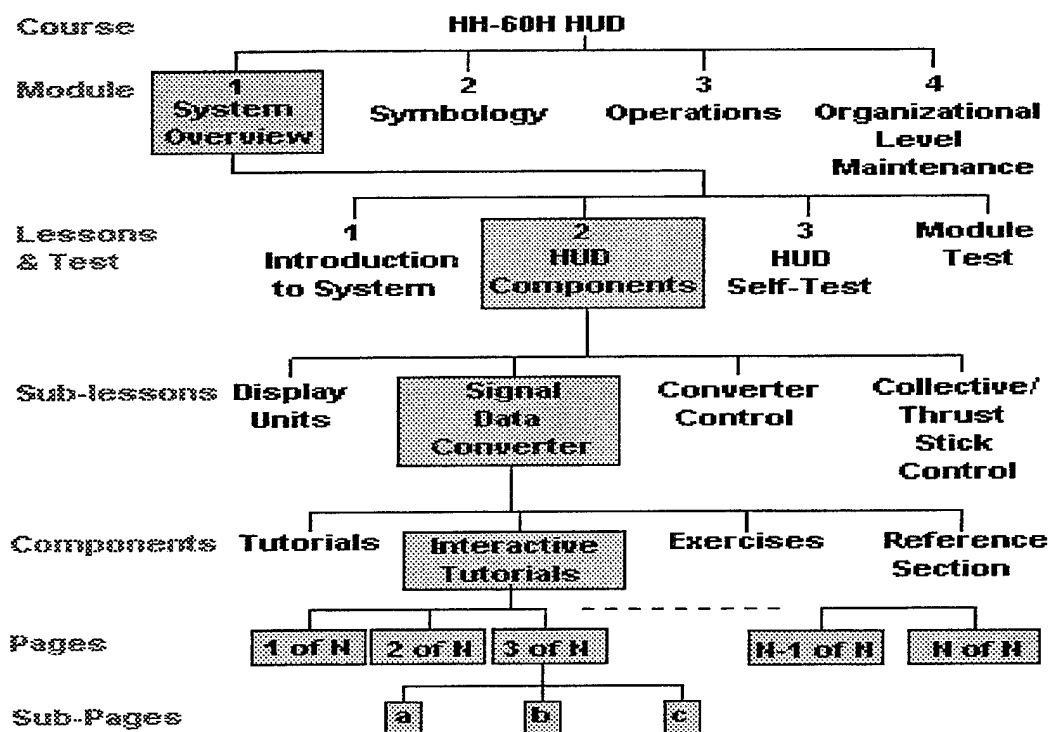 Course
HH-60H HUD
Module
1
System
Overview
2
Symbology
3
Operations
4
Organizational
Level
Maintenance
Lessons
& Test
1
Introduction
to System
2
HUD
Components
3
HUD
Self-Test
Module
Test
Sub-lessons
Display
Units
Signal
Data
Converter
Converter
Control
Collective/
Thrust
Stick
Control
Components
Tutorials
Interactive
Tutorials
Exercises
Reference
Section
Pages
1 of N
2 of N
3 of N
N-1 of N
N of N
Sub-Pages
a
b
c